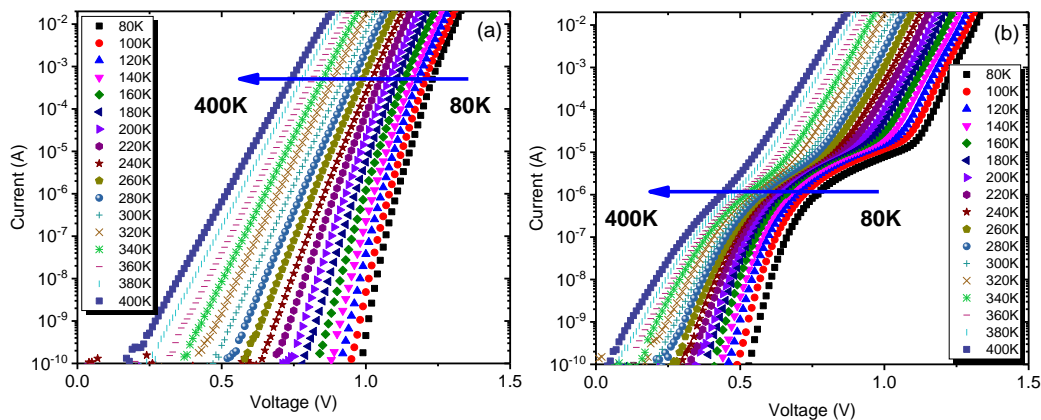 (a)
10⁻²
10⁻³
10⁻⁴
10⁻⁵
10⁻⁶
10⁻⁷
10⁻⁸
10⁻⁹
10⁻¹⁰
Current (A)
80K
100K
120K
140K
160K
180K
200K
220K
240K
260K
280K
300K
320K
340K
360K
380K
400K
400K
80K
0.0
0.5
1.0
1.5
Voltage (V)
(b)
10⁻²
10⁻³
10⁻⁴
10⁻⁵
10⁻⁶
10⁻⁷
10⁻⁸
10⁻⁹
10⁻¹⁰
Current (A)
400K
80K
80K
100K
120K
140K
160K
180K
200K
220K
240K
260K
280K
300K
320K
340K
360K
380K
400K
0.0
0.5
1.0
1.5
Voltage (V)